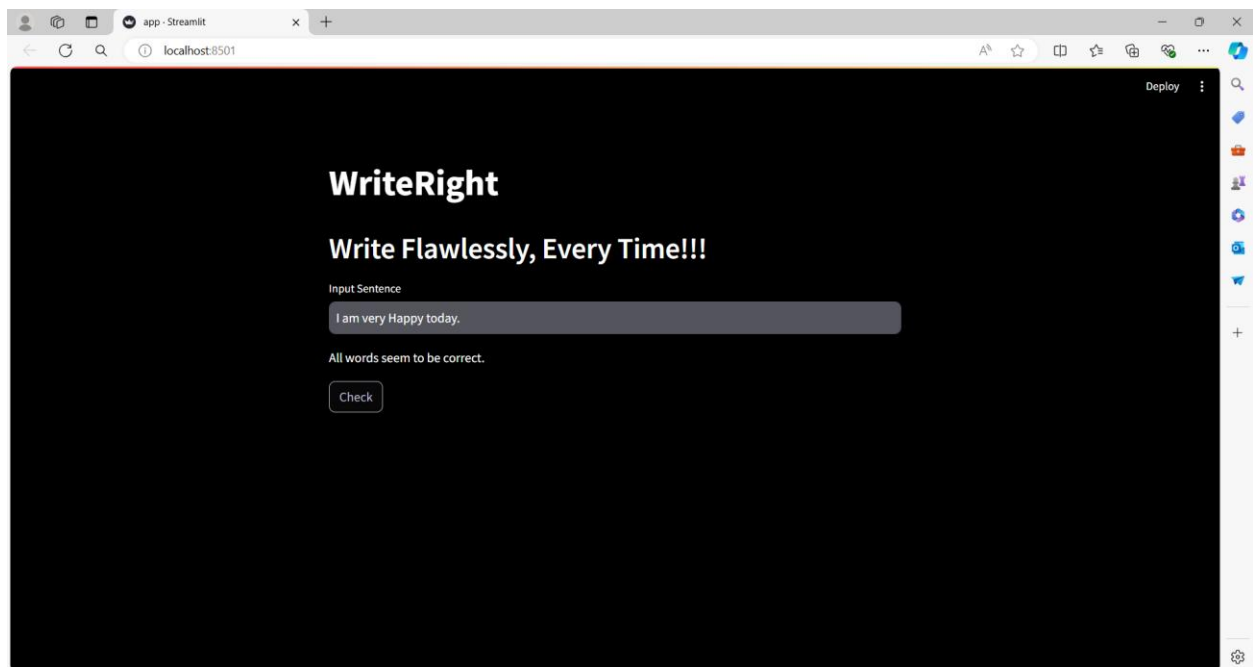 app - Streamlit
localhost:8501
Deploy
WriteRight
Write Flawlessly, Every Time!!!
Input Sentence
I am very Happy today.
All words seem to be correct.
Check